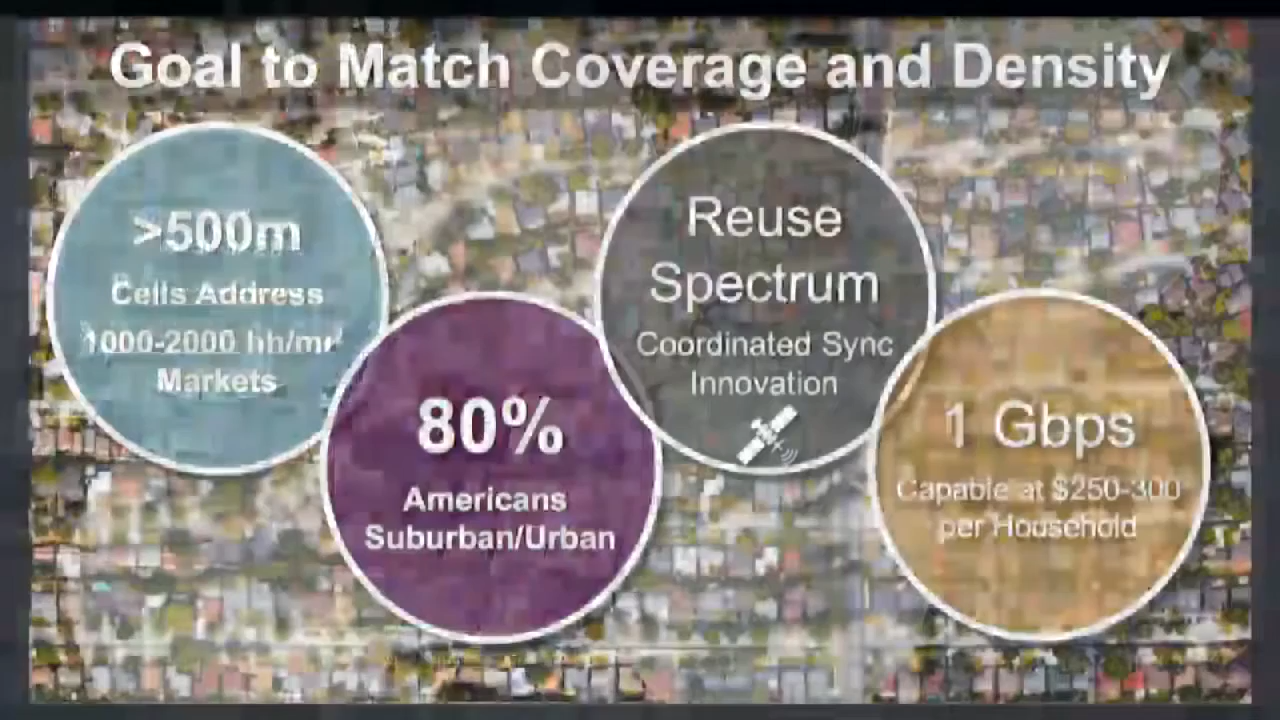 Goal to Match Coverage and Density
>500m
Cells Address
1000-2000 hh/mi²
Markets
80%
Americans
Suburban/Urban
Reuse
Spectrum
Coordinated Sync
Innovation
1 Gbps
Capable at $250-300
per Household